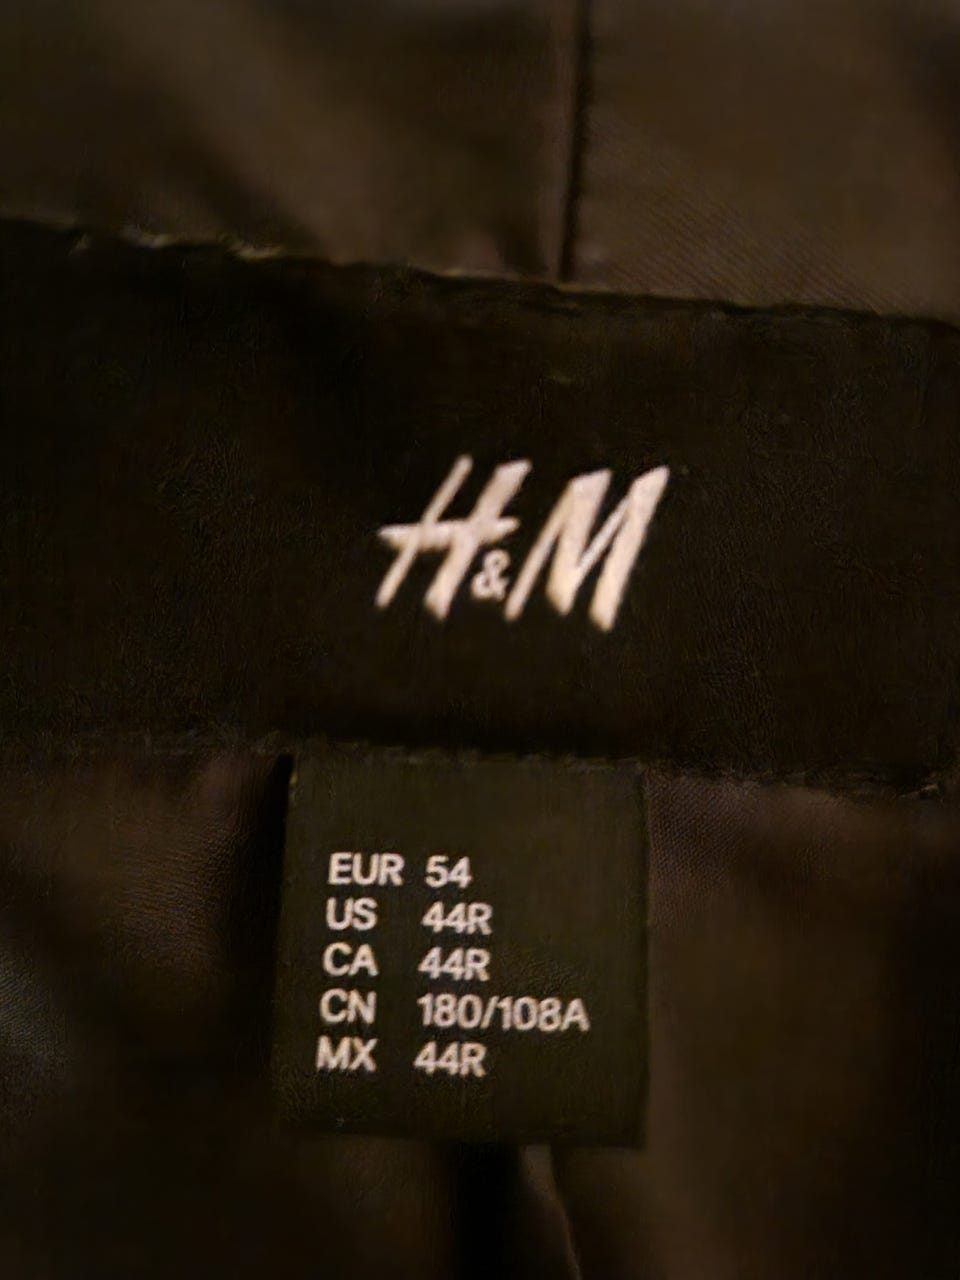 H&M
EUR 54
US 44R
CA 44R
CN 180/108A
MX 44R